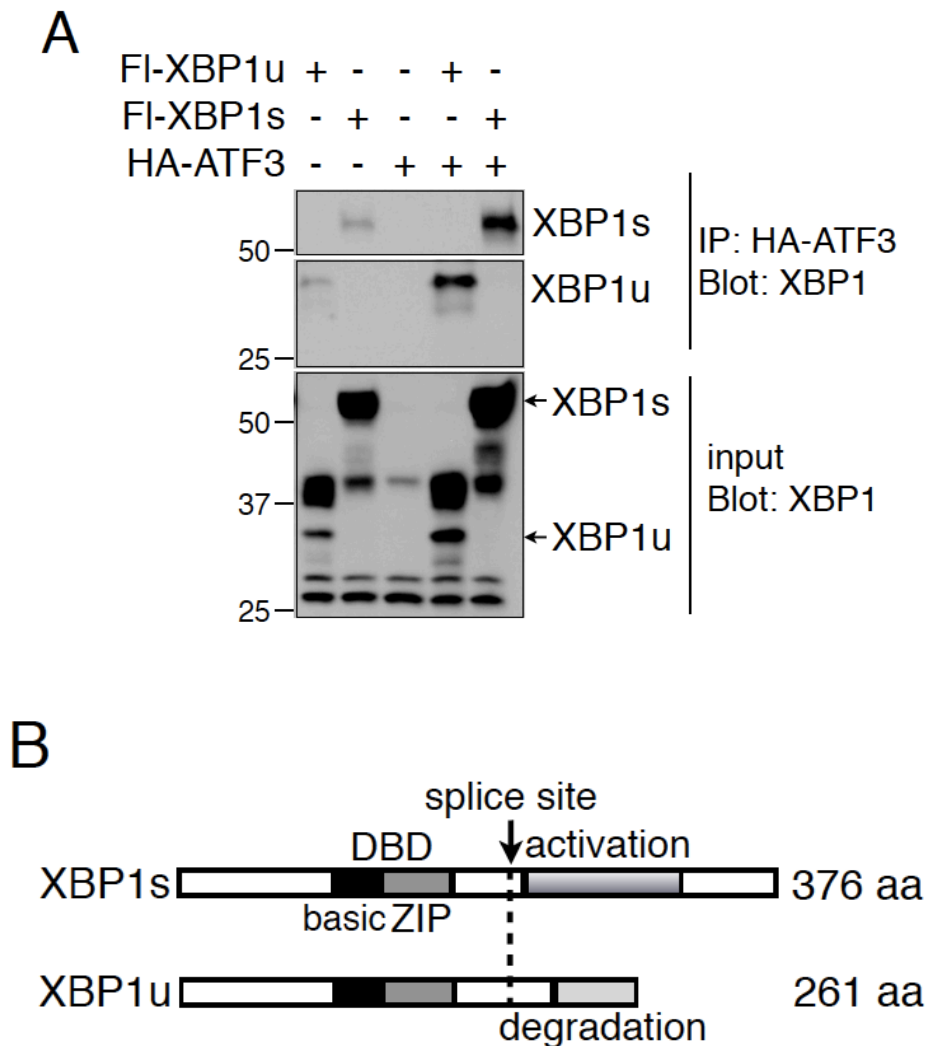 A
Fl-XBP1u + - - + -
Fl-XBP1s - + - - +
HA-ATF3 - - + + +
XBP1s
50
XBP1u
25
IP: HA-ATF3
Blot: XBP1
XBP1s
50
37
XBP1u
25
input
Blot: XBP1
B
splice site
DBD activation
XBP1s 376 aa
basic ZIP
XBP1u 261 aa
degradation